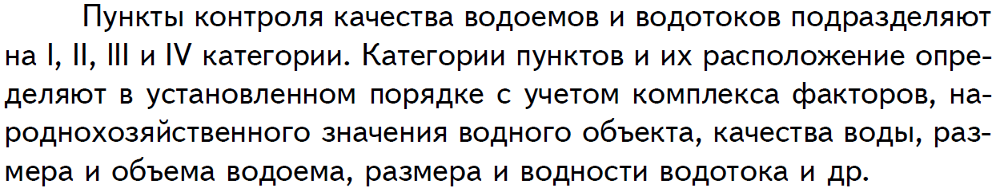 Пункты контроля качества водоемов и водотоков подразделяют
на I, II, III и IV категории. Категории пунктов и их расположение опре-
деляют в установленном порядке с учетом комплекса факторов, на-
роднохозяйственного значения водного объекта, качества воды, раз-
мера и объема водоема, размера и водности водотока и др.